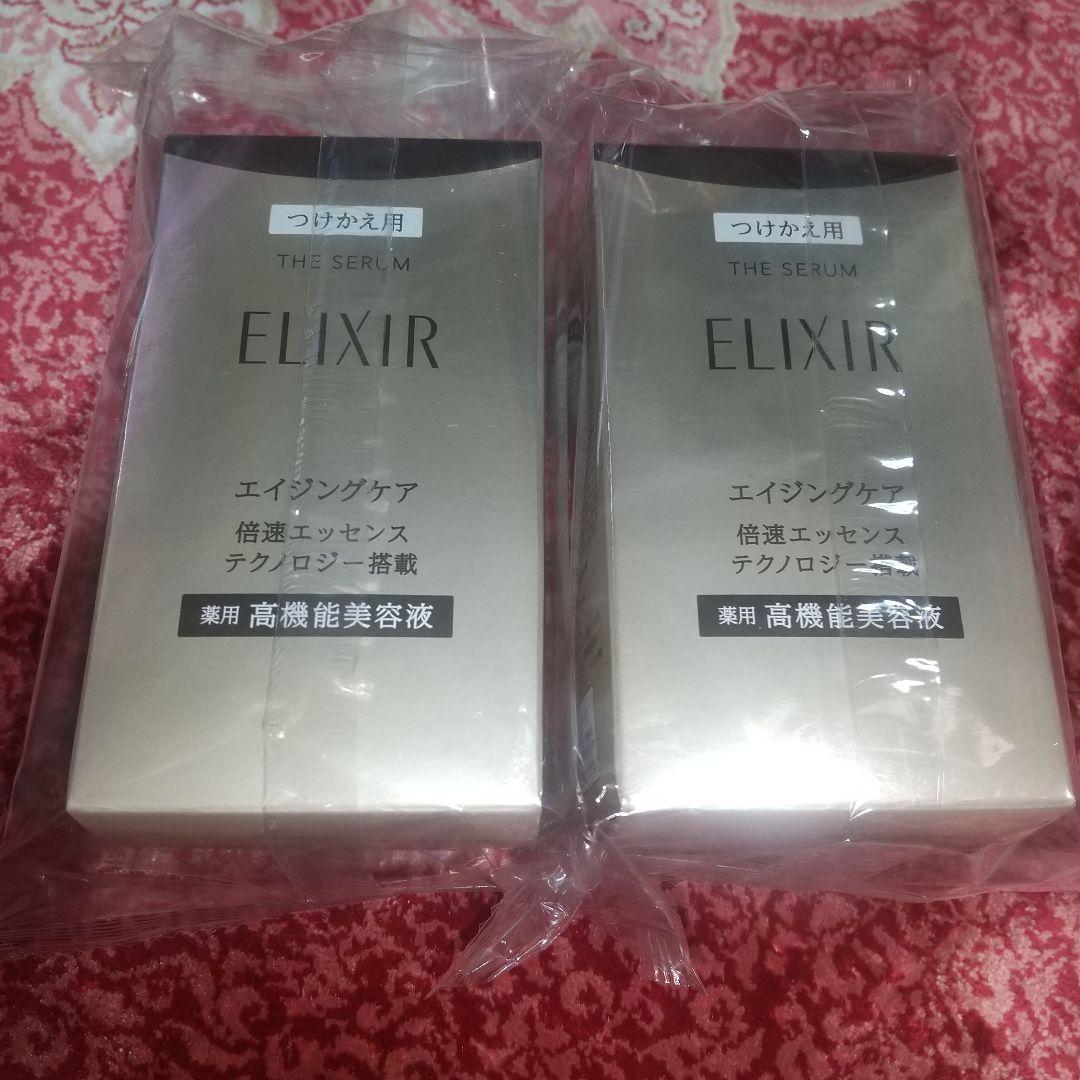 つけかえ用
THE SERUM
ELIXIR
エイジングケア
倍速エッセンス
テクノロジー搭載
薬用 高機能美容液
つけかえ用
THE SERUM
ELIXIR
エイジングケア
倍速エッセンス
テクノロジー搭載
薬用 高機能美容液